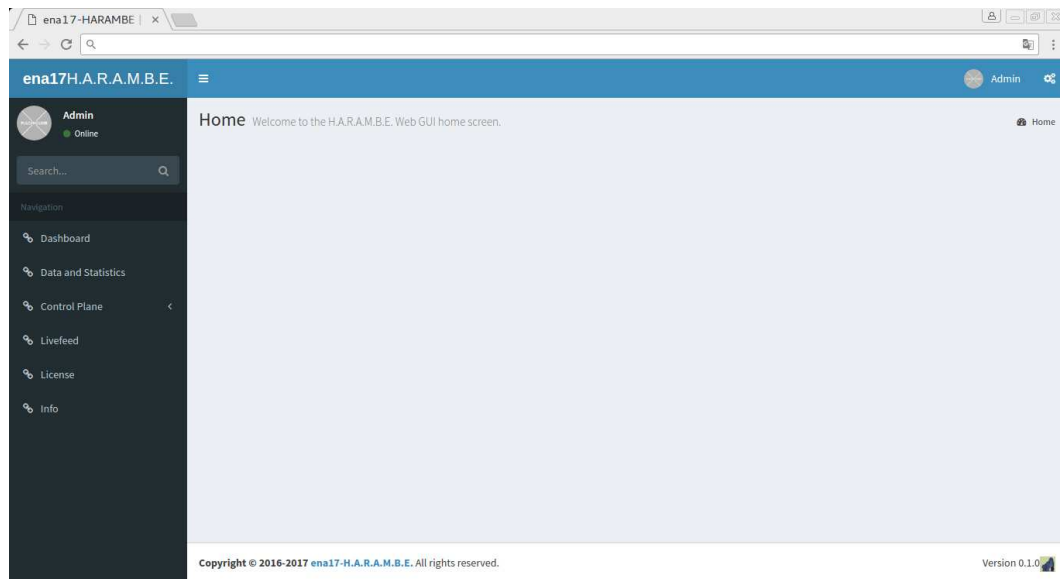 ena17-HARAMBE |
ena17H.A.R.A.M.B.E.
Admin
Admin
Online
Home Welcome to the H.A.R.A.M.B.E. Web GUI home screen.
Home
Search...
Navigation
Dashboard
Data and Statistics
Control Plane
Livefeed
License
Info
Copyright © 2016-2017 ena17-H.A.R.A.M.B.E. All rights reserved.
Version 0.1.0